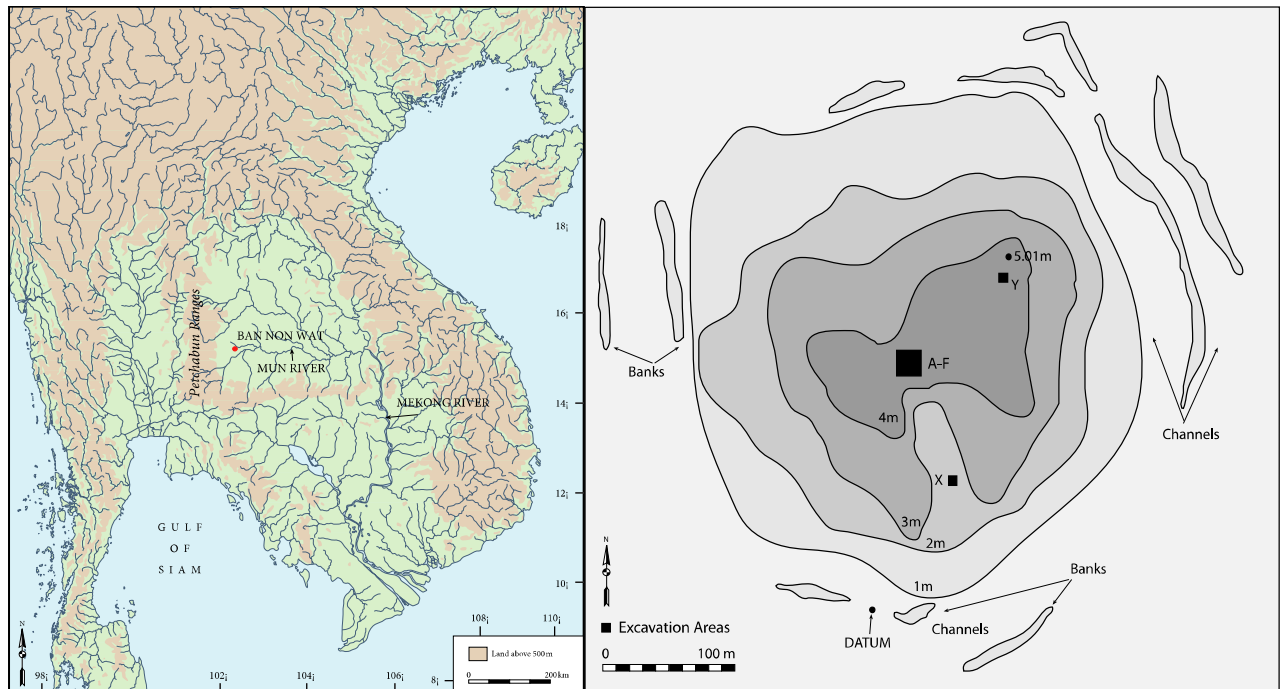 18¡
16¡
Petchabun Ranges
BAN NON WAT
MUN RIVER
14¡
MEKONG RIVER
12¡
GULF
OF
SIAM
10¡
N
108¡
110¡
Land above 500m
0
200km
98¡
102¡
104¡
106¡
8¡
5.01m
Y
A–F
Banks
4m
Channels
X
3m
2m
N
1m
Banks
Excavation Areas
DATUM
Channels
0
100 m